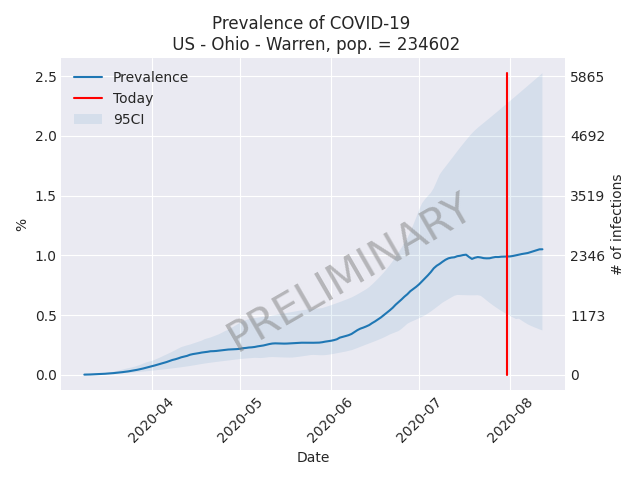 Prevalence of COVID-19
US - Ohio - Warren, pop. = 234602
Prevalence
Today
95CI
PRELIMINARY
2.5
2.0
1.5
1.0
0.5
0.0
%
5865
4692
3519
2346
1173
0
# of infections
2020-04
2020-05
2020-06
2020-07
2020-08
Date